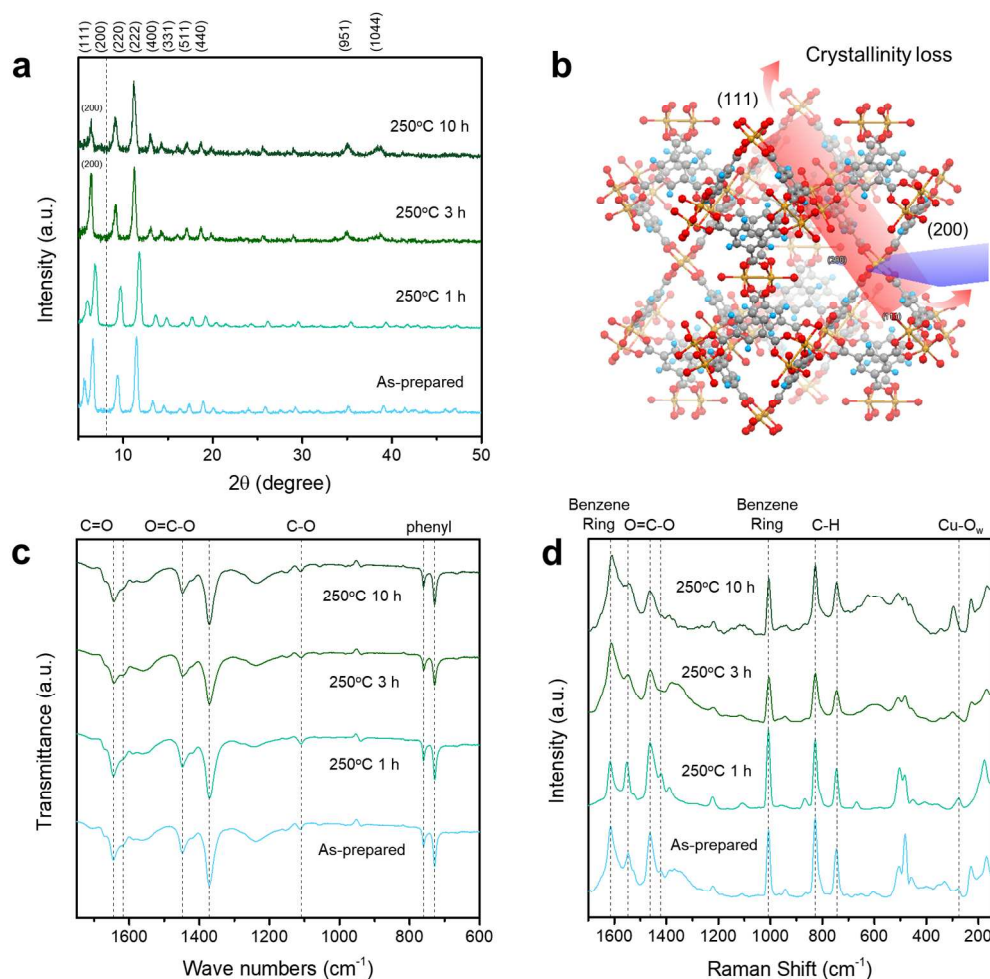 a
(111)
(200)
(220)
(222)
(400)
(331)
(511)
(440)
(951)
(1044)
(200)
250°C 10 h
(200)
250°C 3 h
250°C 1 h
As-prepared
Intensity (a.u.)
10 20 30 40 50
2θ (degree)
b
Crystallinity loss
(111)
(200)
(200)
c
C=O O=C-O C-O phenyl
250°C 10 h
250°C 3 h
250°C 1 h
As-prepared
Transmittance (a.u.)
1600 1400 1200 1000 800 600
Wave numbers (cm⁻¹)
d
Benzene Ring
O=C-O
Benzene Ring
C-H
Cu-Ow
250°C 10 h
250°C 3 h
250°C 1 h
As-prepared
Intensity (a.u.)
1600 1400 1200 1000 800 600 400 200
Raman Shift (cm⁻¹)